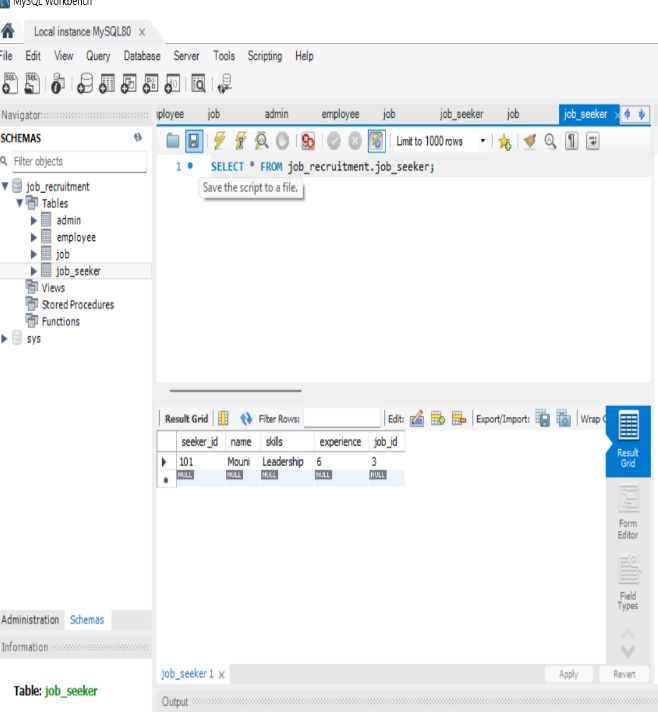 MySQL Workbench
Local instance MySQL80 ×
File Edit View Query Database Server Tools Scripting Help
Navigator
ployee job admin employee job job_seeker job job_seeker ×
SCHEMAS
Limit to 1000 rows
Filter objects
1 SELECT * FROM job_recruitment.job_seeker;
Save the script to a file.
job_recruitment
Tables
admin
employee
job
job_seeker
Views
Stored Procedures
Functions
sys
Result Grid Filter Rows: Edit: Export/Import: Wrap C
seeker_id name skills experience job_id
101 Mouni Leadership 6 3
NULL NULL NULL NULL NULL
Result
Grid
Form
Editor
Field
Types
Administration Schemas
Information
job_seeker 1 × Apply Revert
Table: job_seeker
Output